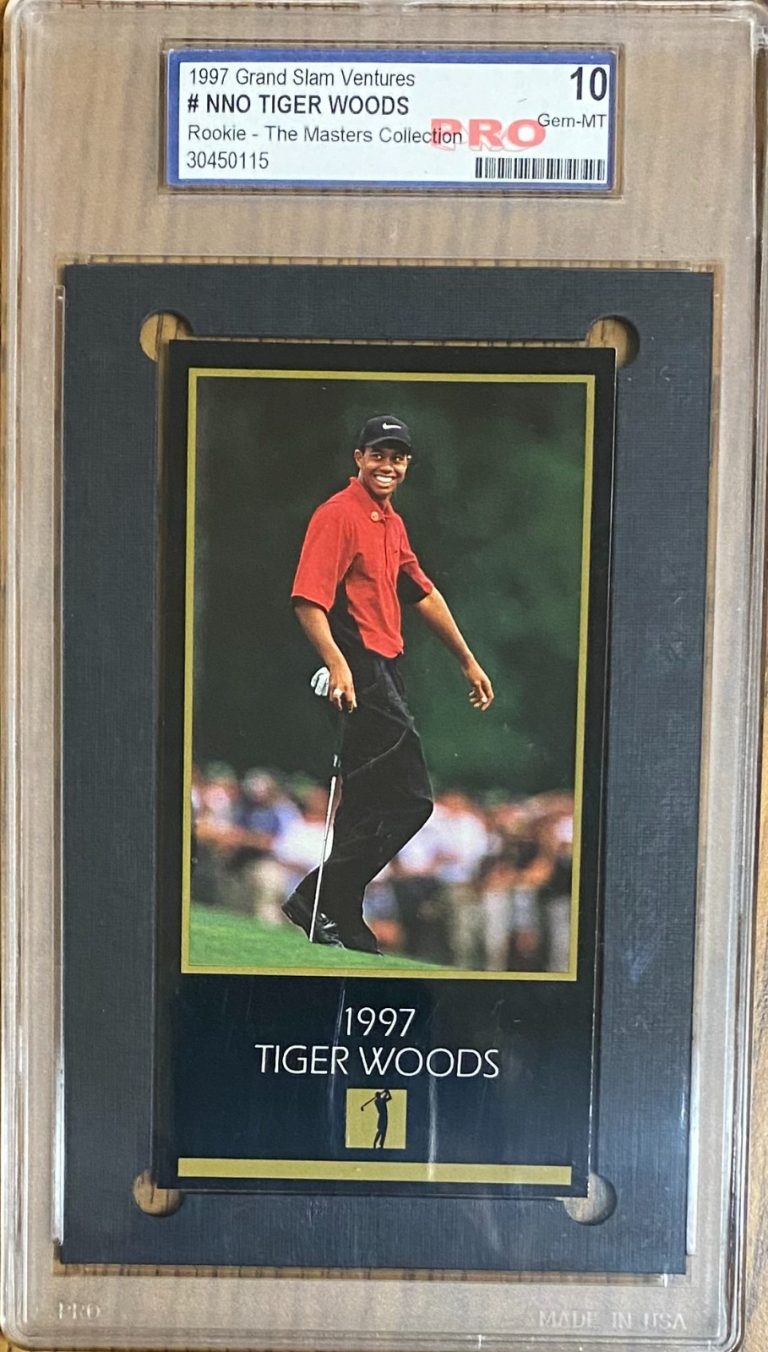 1997 Grand Slam Ventures 10
# NNO TIGER WOODS Gem-MT
Rookie - The Masters Collection PRO
30450115
1997
TIGER WOODS
PRO MADE IN USA